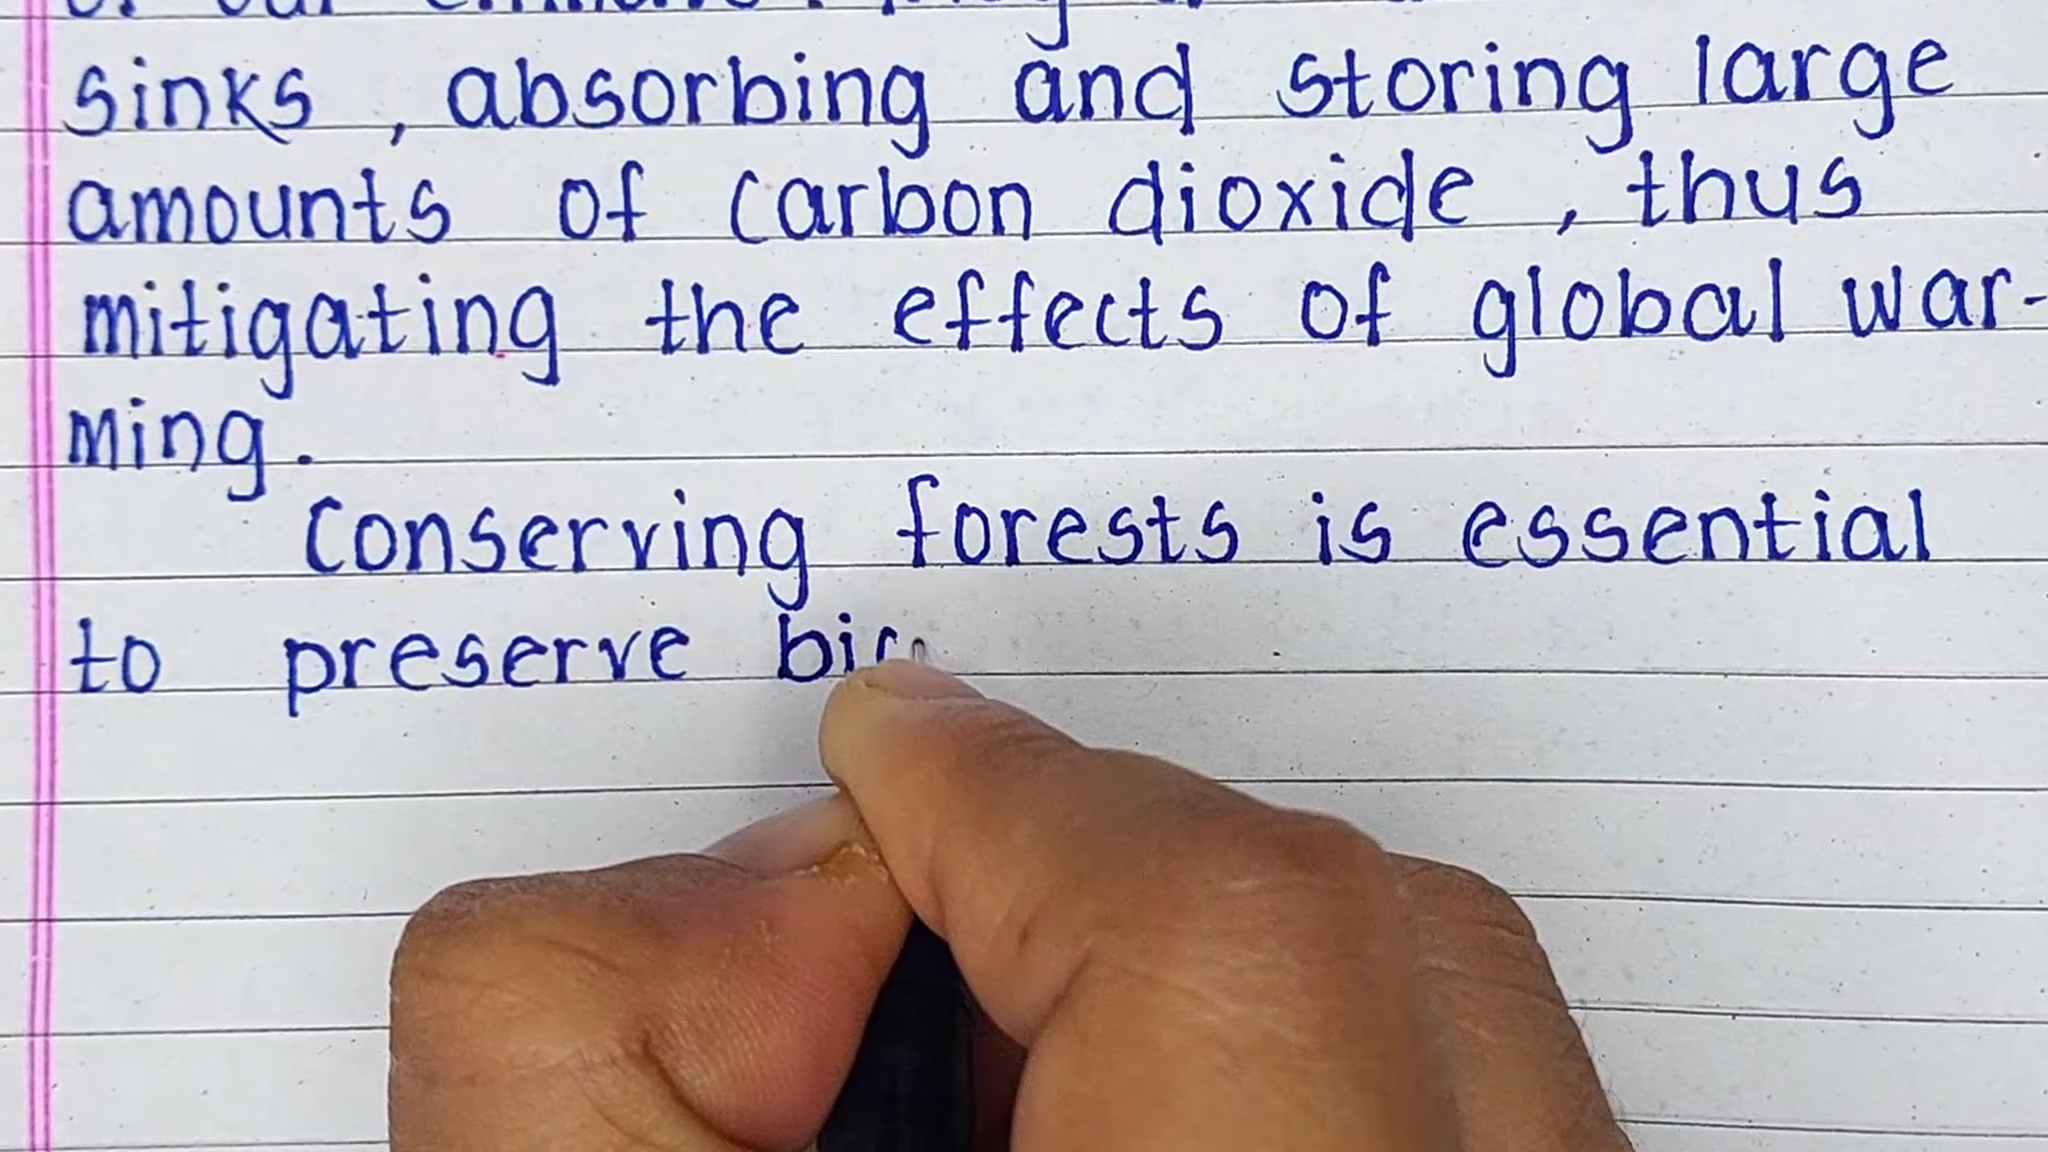 sinks , absorbing and storing large
amounts of carbon dioxide , thus
mitigating the effects of global war-
ming.
Conserving forests is essential
to preserve